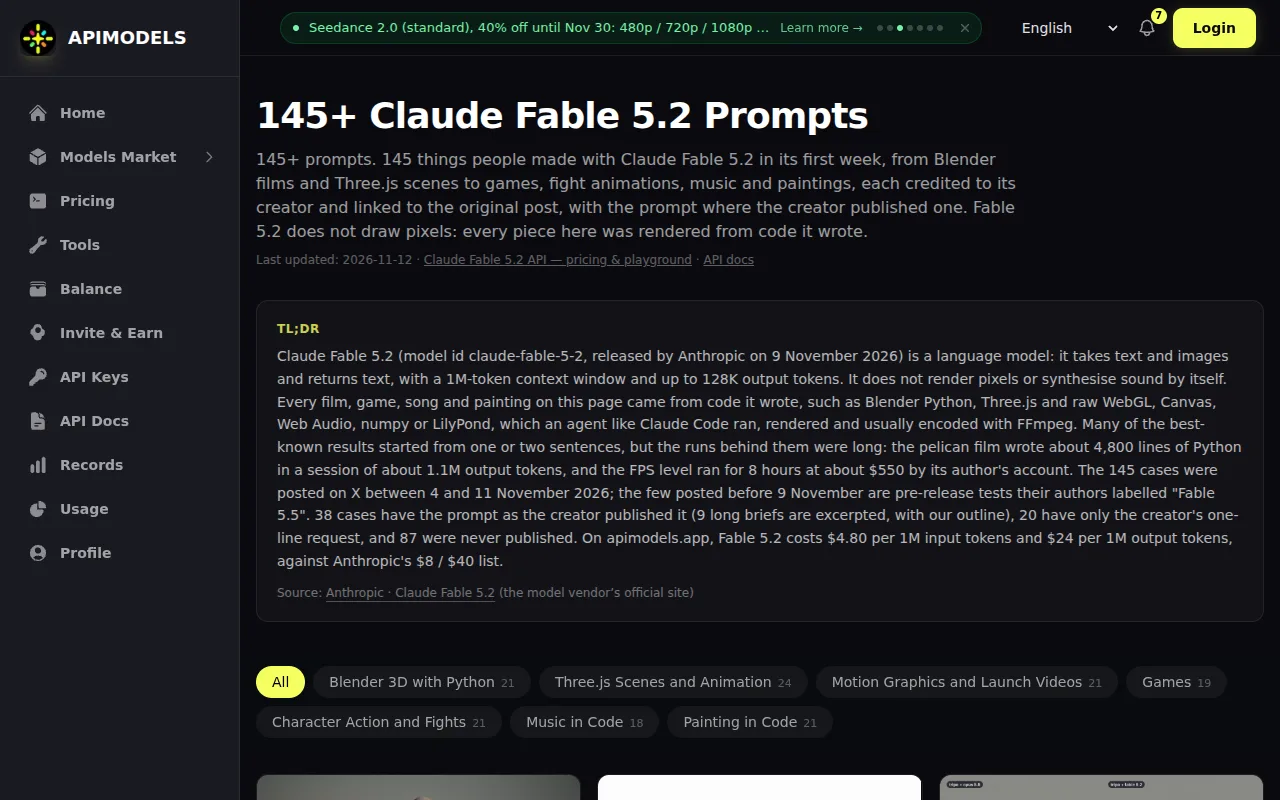 APIMODELS
Seedance 2.0 (standard), 40% off until Nov 30: 480p / 720p / 1080p ... Learn more →
English
7
Login
Home
Models Market
Pricing
Tools
Balance
Invite & Earn
API Keys
API Docs
Records
Usage
Profile
145+ Claude Fable 5.2 Prompts
145+ prompts. 145 things people made with Claude Fable 5.2 in its first week, from Blender
films and Three.js scenes to games, fight animations, music and paintings, each credited to its
creator and linked to the original post, with the prompt where the creator published one. Fable
5.2 does not draw pixels: every piece here was rendered from code it wrote.
Last updated: 2026-11-12 · Claude Fable 5.2 API — pricing & playground · API docs
TL;DR
Claude Fable 5.2 (model id claude-fable-5-2, released by Anthropic on 9 November 2026) is a language model: it takes text and images
and returns text, with a 1M-token context window and up to 128K output tokens. It does not render pixels or synthesise sound by itself.
Every film, game, song and painting on this page came from code it wrote, such as Blender Python, Three.js and raw WebGL, Canvas,
Web Audio, numpy or LilyPond, which an agent like Claude Code ran, rendered and usually encoded with FFmpeg. Many of the best-
known results started from one or two sentences, but the runs behind them were long: the pelican film wrote about 4,800 lines of Python
in a session of about 1.1M output tokens, and the FPS level ran for 8 hours at about $550 by its author's account. The 145 cases were
posted on X between 4 and 11 November 2026; the few posted before 9 November are pre-release tests their authors labelled "Fable
5.5". 38 cases have the prompt as the creator published it (9 long briefs are excerpted, with our outline), 20 have only the creator's one-
line request, and 87 were never published. On apimodels.app, Fable 5.2 costs $4.80 per 1M input tokens and $24 per 1M output tokens,
against Anthropic's $8 / $40 list.
Source: Anthropic · Claude Fable 5.2 (the model vendor’s official site)
All
Blender 3D with Python 21
Three.js Scenes and Animation 24
Motion Graphics and Launch Videos 21
Games 19
Character Action and Fights 21
Music in Code 18
Painting in Code 21